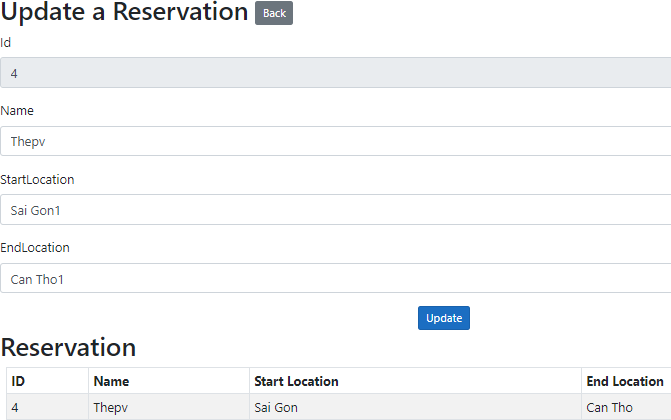 Update a Reservation Back
Id
4
Name
Thepv
StartLocation
Sai Gon1
EndLocation
Can Tho1
Update
Reservation
ID Name Start Location End Location
4 Thepv Sai Gon Can Tho